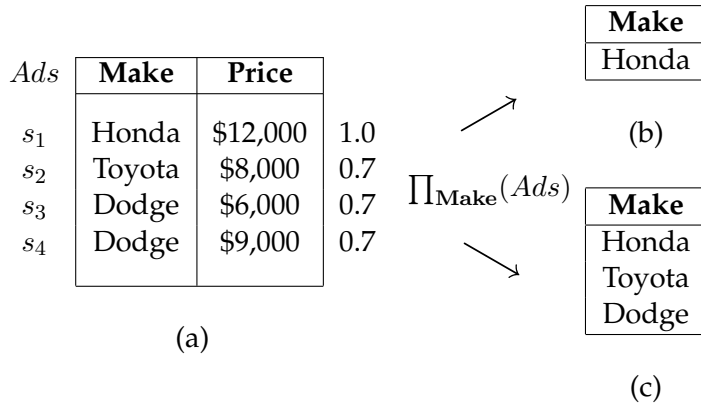 Ads Make Price
s1 Honda $12,000 1.0
s2 Toyota $8,000 0.7
s3 Dodge $6,000 0.7
s4 Dodge $9,000 0.7
(a)
∏Make(Ads)
Make
Honda
(b)
Make
Honda
Toyota
Dodge
(c)